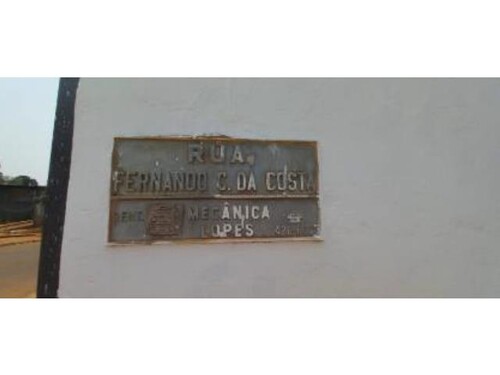 RUA
FERNANDO C. DA COSTA
MECÂNICA
LOPES